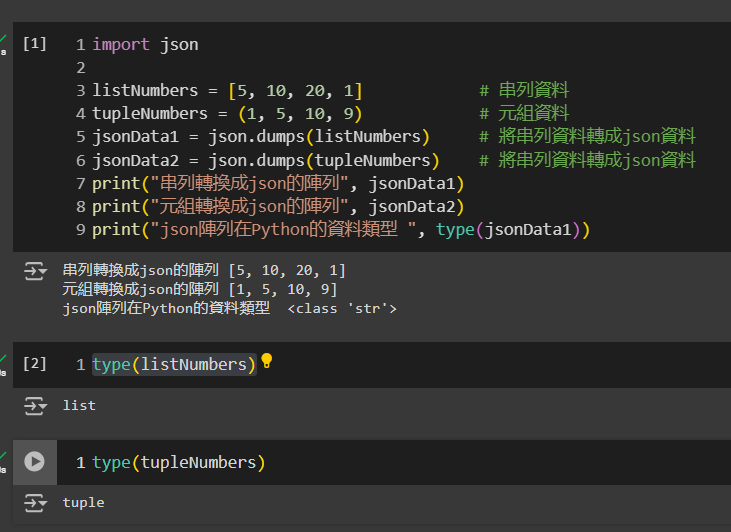 [1]
1 import json
2
3 listNumbers = [5, 10, 20, 1]            # 串列資料
4 tupleNumbers = (1, 5, 10, 9)            # 元組資料
5 jsonData1 = json.dumps(listNumbers)     # 將串列資料轉成json資料
6 jsonData2 = json.dumps(tupleNumbers)    # 將串列資料轉成json資料
7 print("串列轉換成json的陣列", jsonData1)
8 print("元組轉換成json的陣列", jsonData2)
9 print("json陣列在Python的資料類型 ", type(jsonData1))
串列轉換成json的陣列 [5, 10, 20, 1]
元組轉換成json的陣列 [1, 5, 10, 9]
json陣列在Python的資料類型  <class 'str'>
[2]
1 type(listNumbers)
list
1 type(tupleNumbers)
tuple